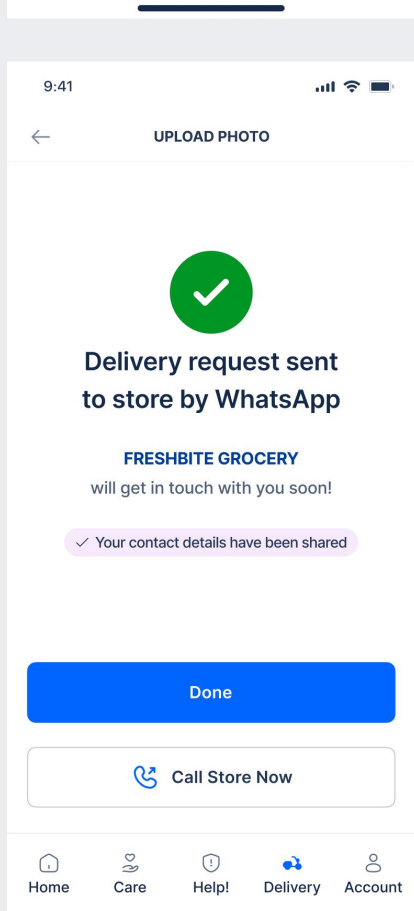 9:41
UPLOAD PHOTO
Delivery request sent
to store by WhatsApp
FRESHBITE GROCERY
will get in touch with you soon!
Your contact details have been shared
Done
Call Store Now
Home Care Help! Delivery Account